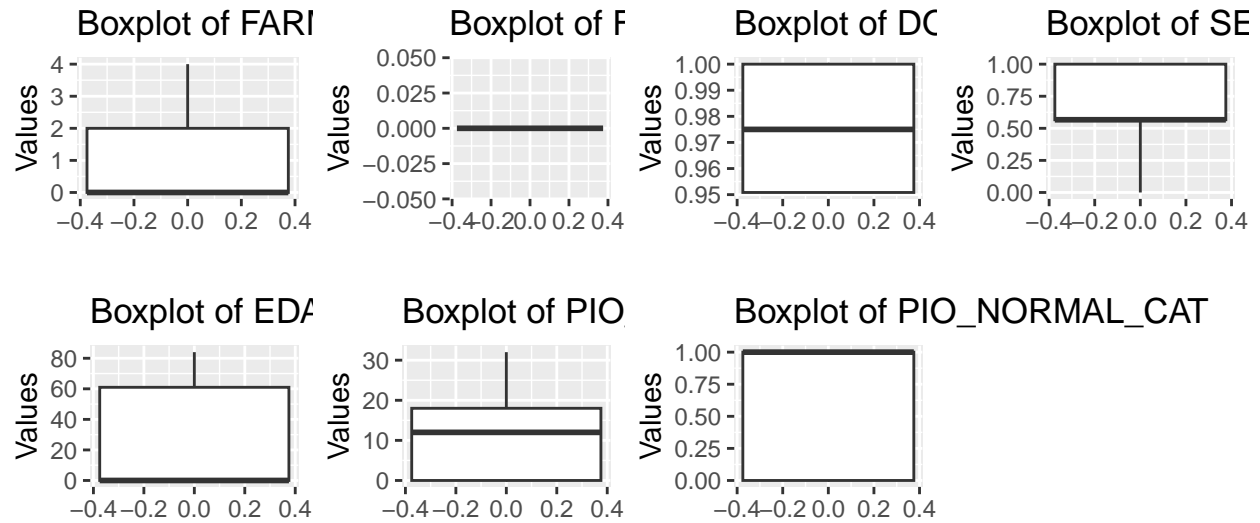 Boxplot of FARM
Values
4
3
2
1
0
−0.4 −0.2 0.0 0.2 0.4
Boxplot of F
Values
0.050
0.025
0.000
−0.025
−0.050
−0.4 −0.2 0.0 0.2 0.4
Boxplot of DO
Values
1.00
0.99
0.98
0.97
0.96
0.95
−0.4 −0.2 0.0 0.2 0.4
Boxplot of SE
Values
1.00
0.75
0.50
0.25
0.00
−0.4 −0.2 0.0 0.2 0.4
Boxplot of EDA
Values
80
60
40
20
0
−0.4 −0.2 0.0 0.2 0.4
Boxplot of PIO_
Values
30
20
10
0
−0.4 −0.2 0.0 0.2 0.4
Boxplot of PIO_NORMAL_CAT
Values
1.00
0.75
0.50
0.25
0.00
−0.4 −0.2 0.0 0.2 0.4